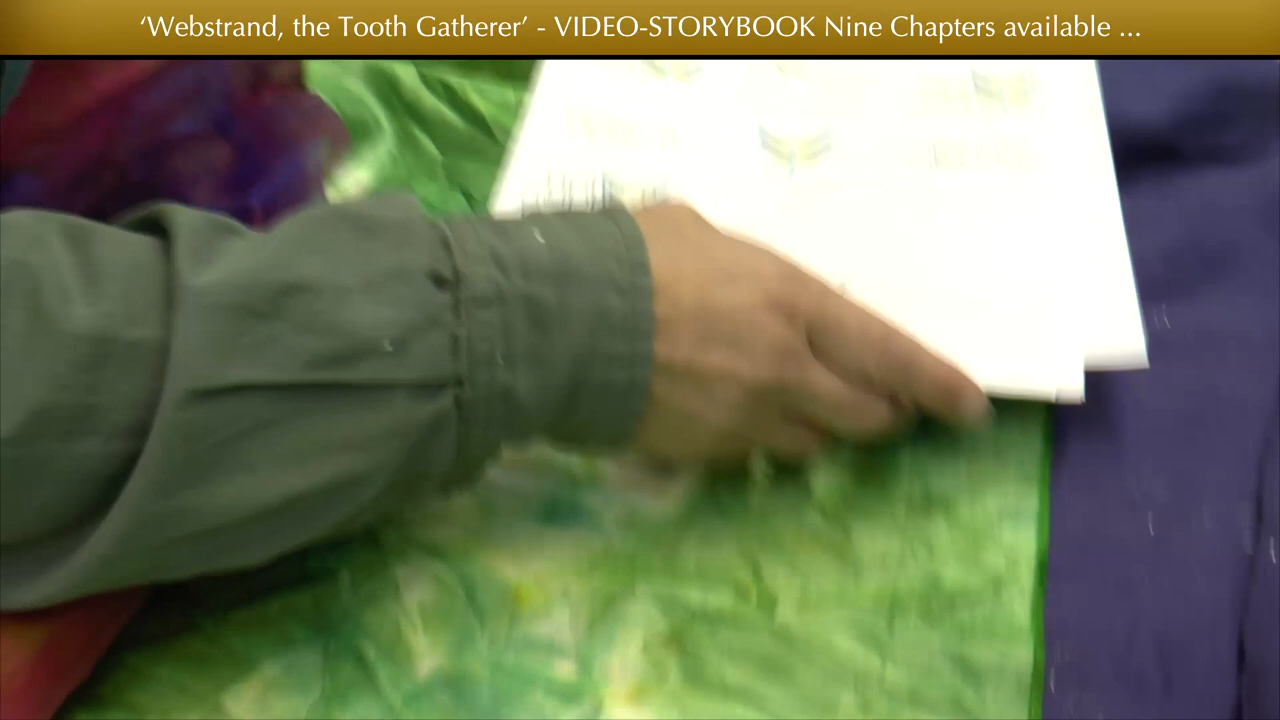 ‘Webstrand, the Tooth Gatherer’ - VIDEO-STORYBOOK Nine Chapters available ...